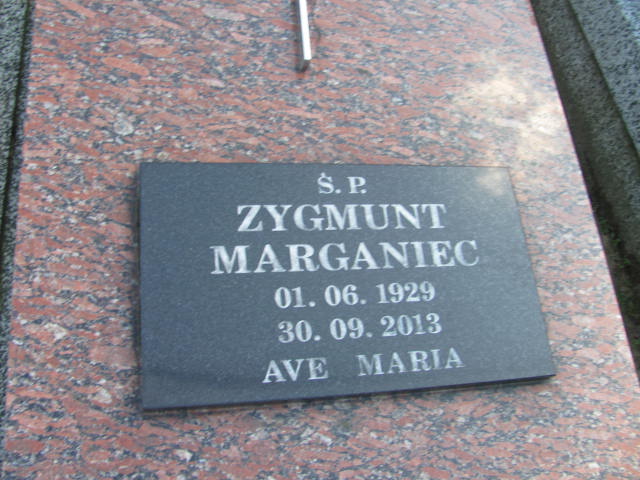 Ś.P.
ZYGMUNT
MARGANIEC
01. 06. 1929
30. 09. 2013
AVE MARIA